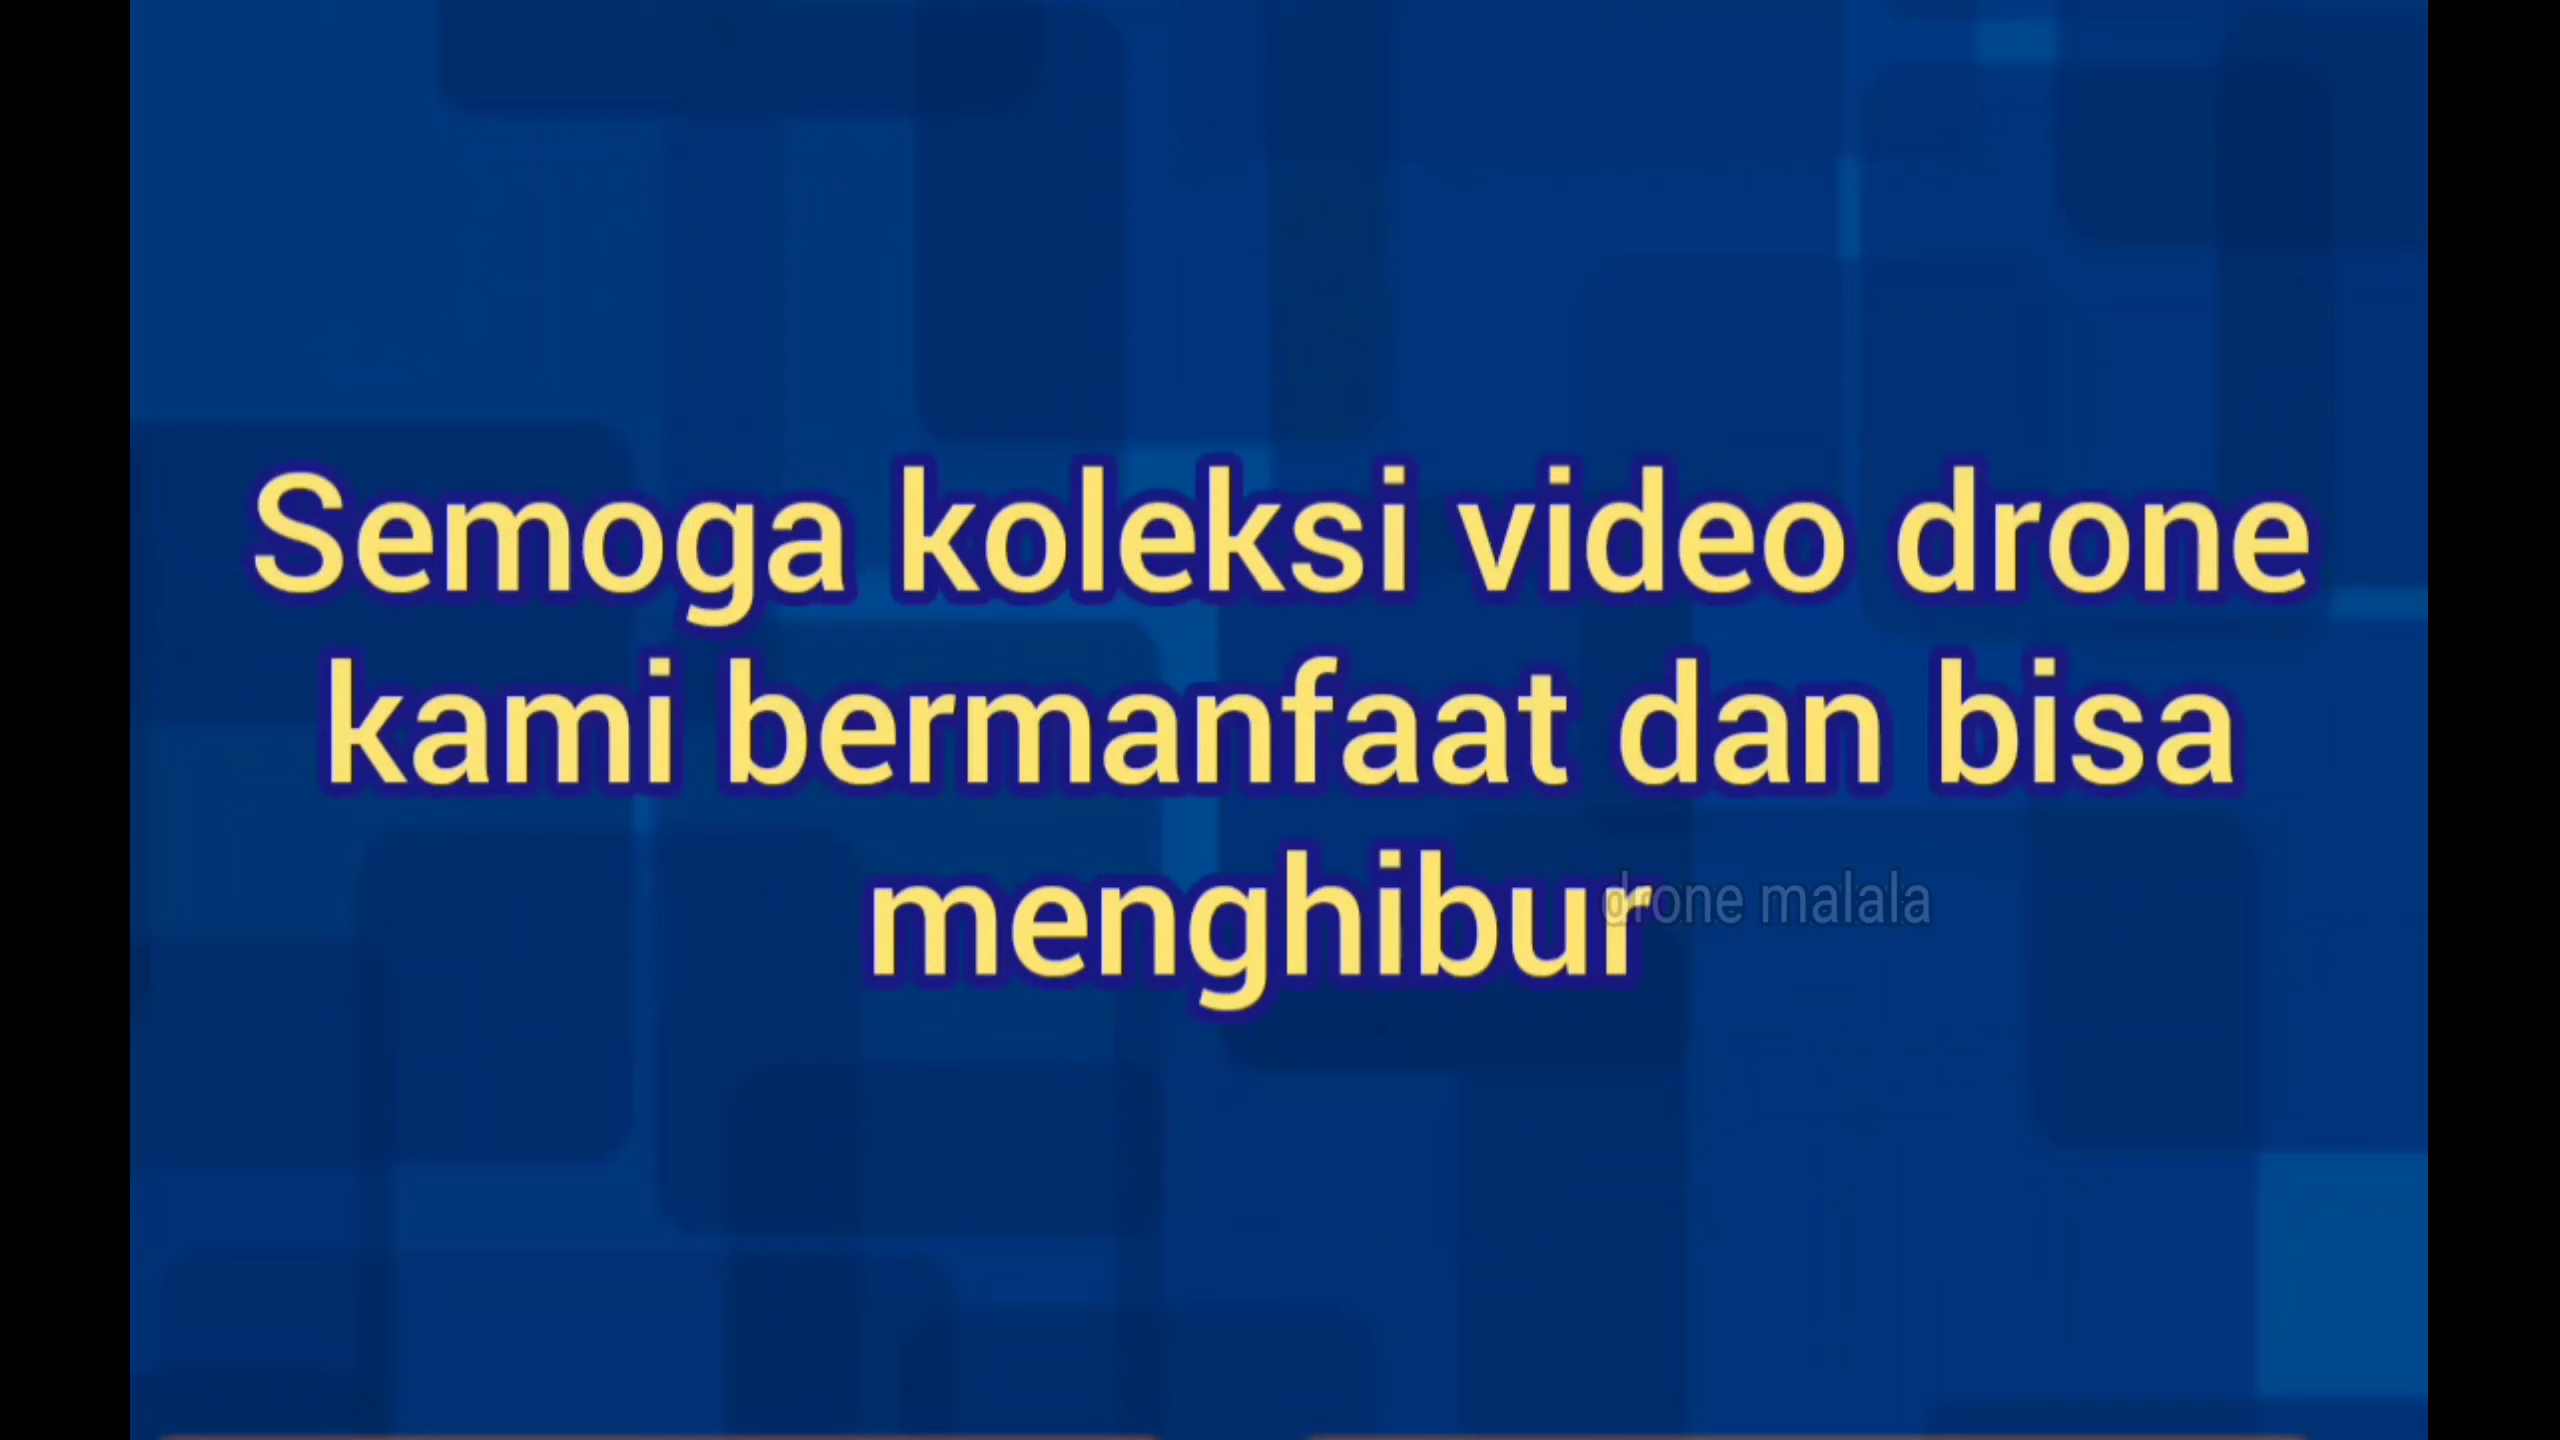 Semoga koleksi video drone
kami bermanfaat dan bisa
menghibur
drone malala